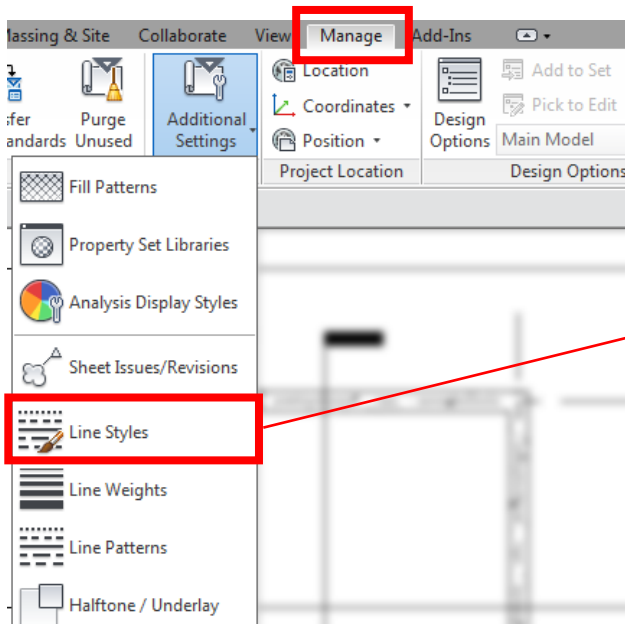 Massing & Site Collaborate View Manage Add-Ins
Location Add to Set
Coordinates Pick to Edit
Purge Unused
Additional Settings
Position
Design Options
Main Model
Project Location Design Options
Fill Patterns
Property Set Libraries
Analysis Display Styles
Sheet Issues/Revisions
Line Styles
Line Weights
Line Patterns
Halftone / Underlay